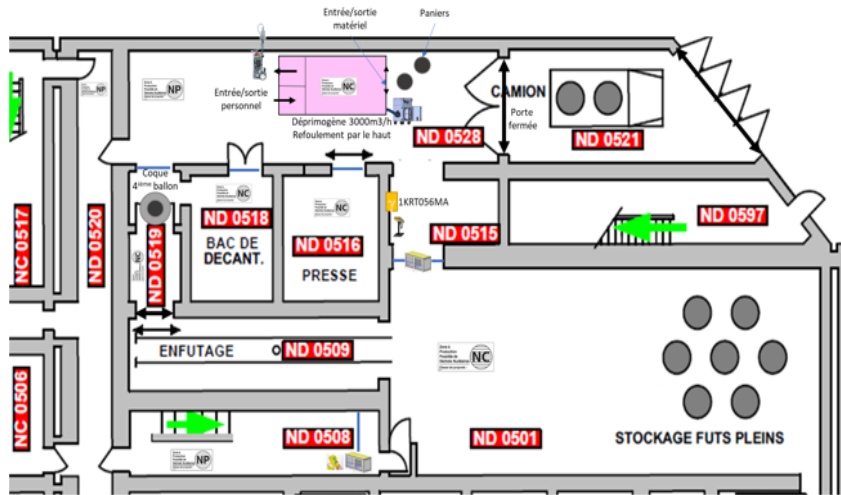 Entrée/sortie
matériel
Paniers
NP
NP
NC
Entrée/sortie
personnel
CAMION
Porte
fermée
Déprimogène 3000m3/h
Refoulement par le haut
ND 0528
ND 0521
Coque
4ième ballon
NC
NC
1KRT056MA
ND 0597
NC 0517
ND 0520
ND 0518
ND 0519
NC
BAC DE
DECANT.
ND 0516
PRESSE
ND 0515
ENFUTAGE
ND 0509
NC
NC 0506
ND 0508
ND 0501
STOCKAGE FUTS PLEINS
NP